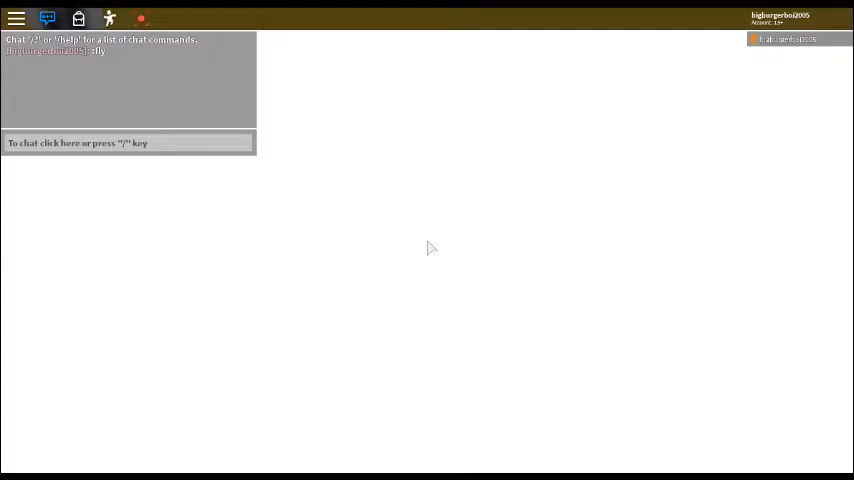 bigburgerboi2005
Account: 13+
Chat '/?' or '/help' for a list of chat commands.
[bigburgerboi2005]: :fly
bigburgerboi2005
To chat click here or press "/" key